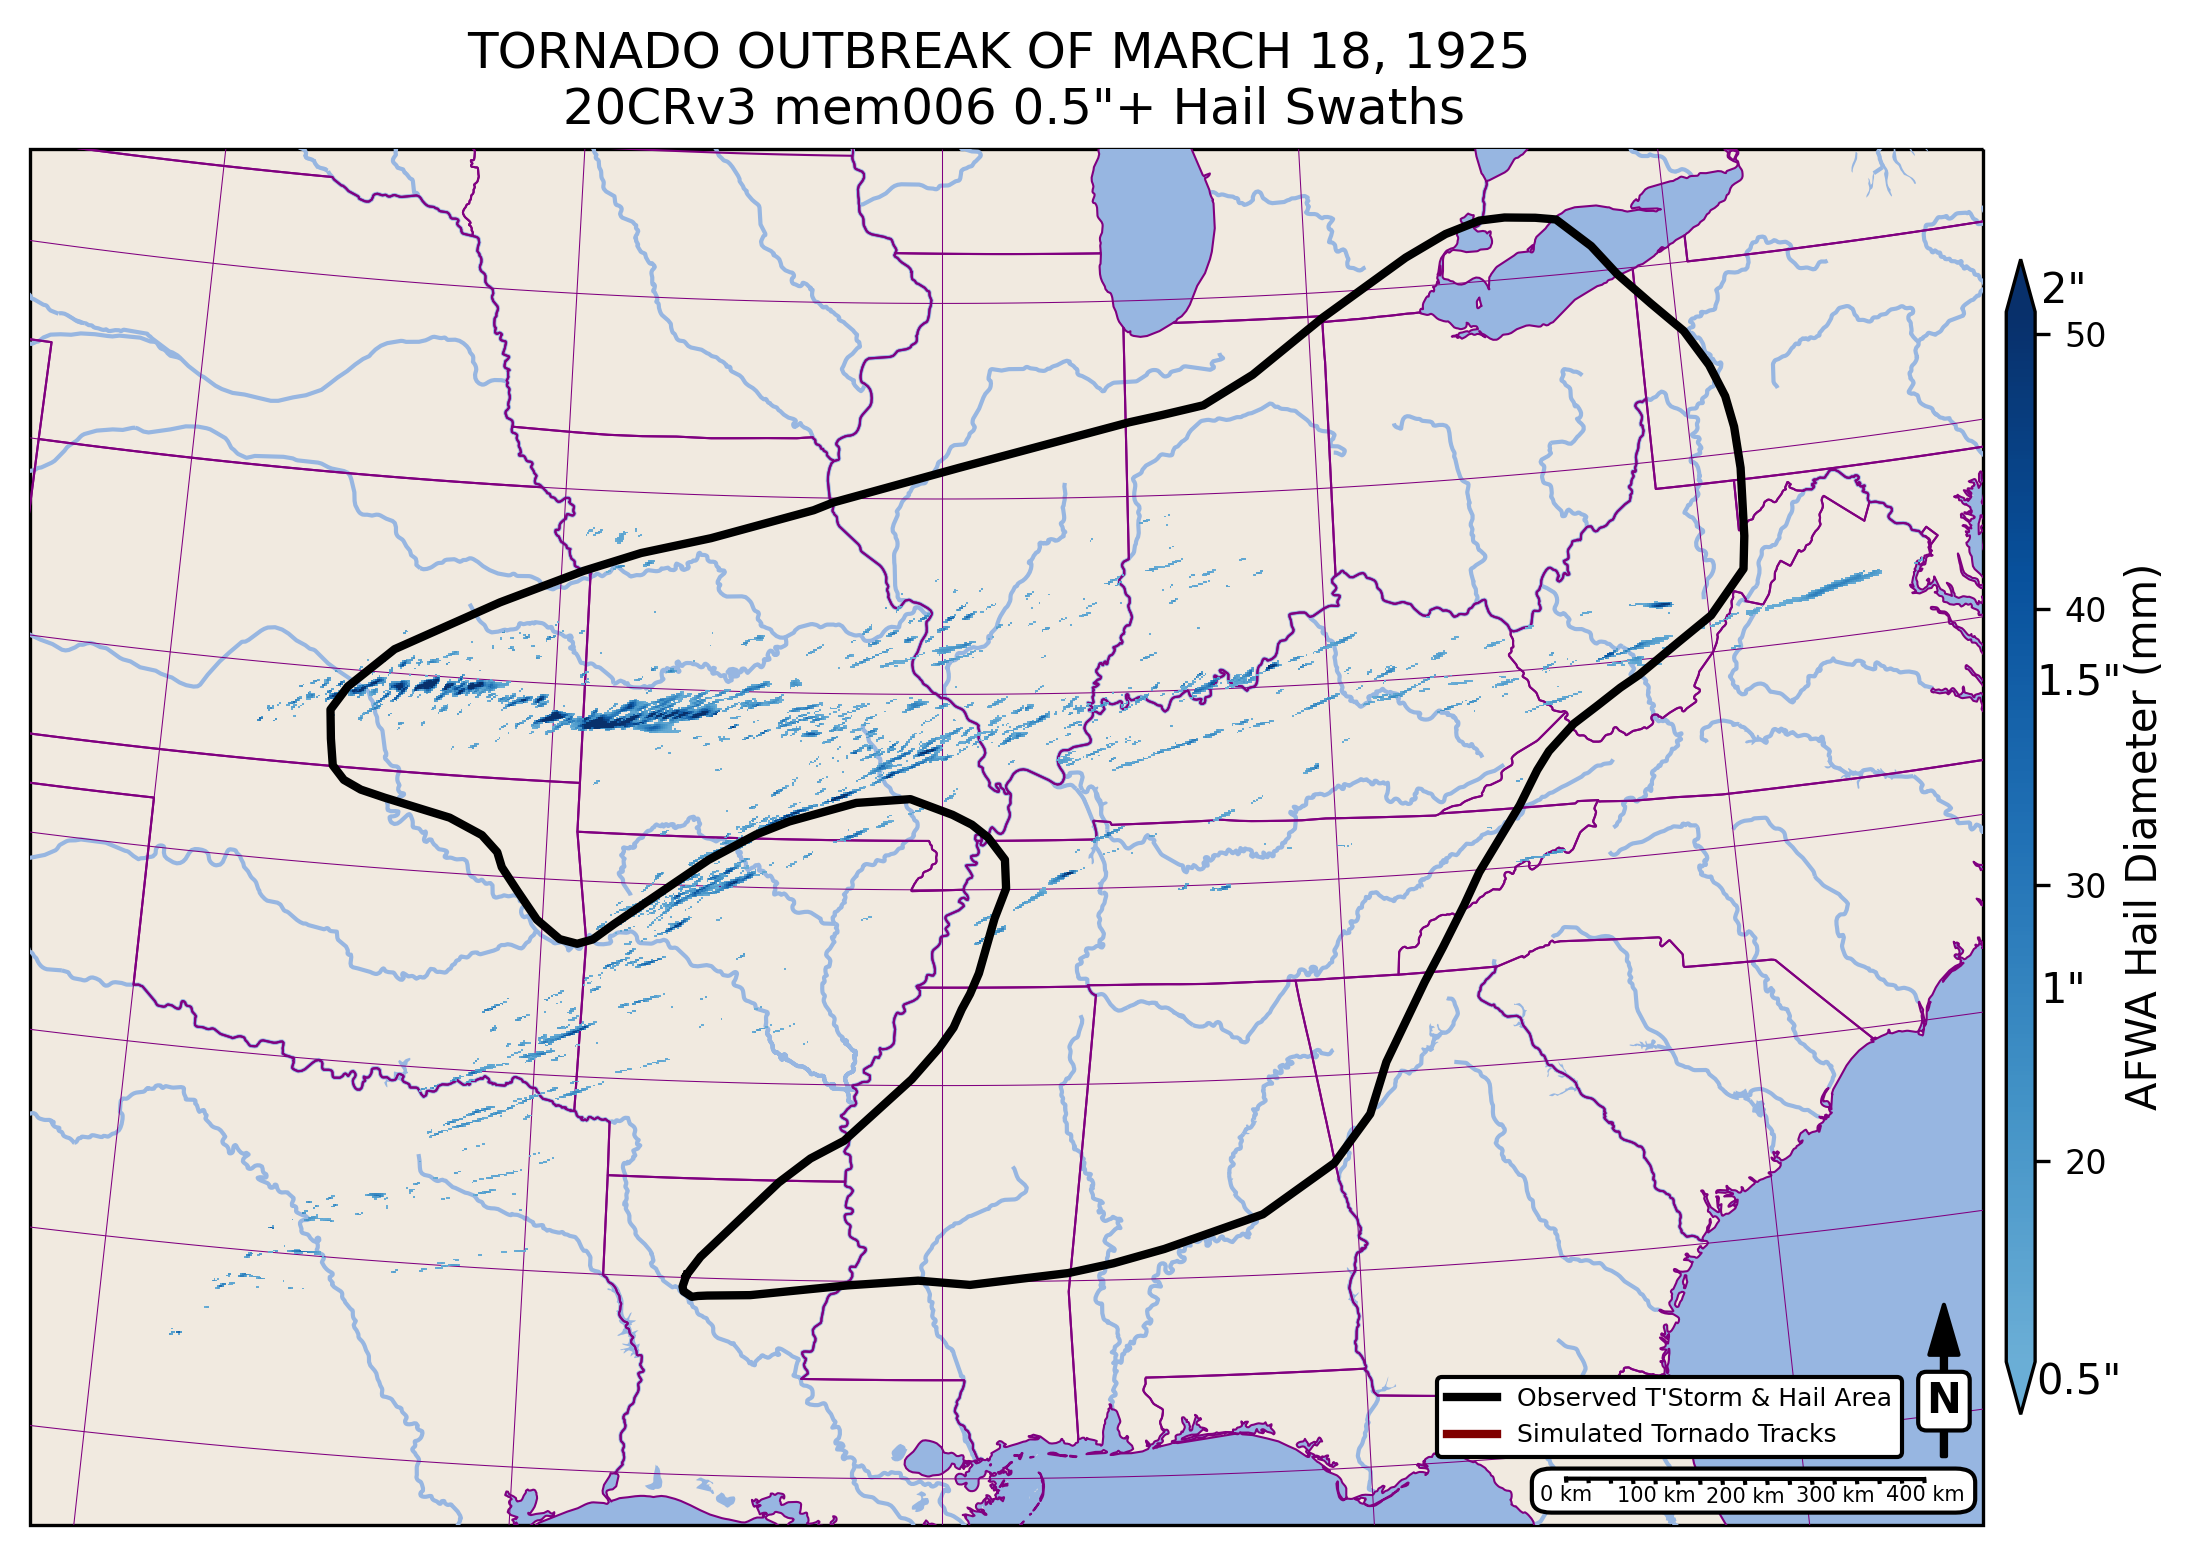 TORNADO OUTBREAK OF MARCH 18, 1925
20CRv3 mem006 0.5"+ Hail Swaths
2"
50
40
1.5"
30
1"
20
0.5"
AFWA Hail Diameter (mm)
Observed T'Storm & Hail Area
Simulated Tornado Tracks
N
0 km 100 km 200 km 300 km 400 km